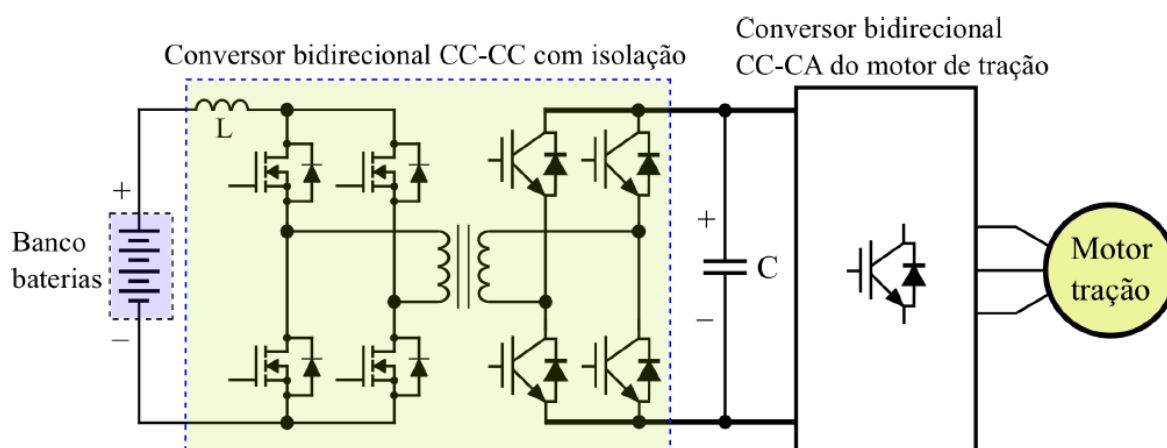 Conversor bidirecional CC-CC com isolação
Conversor bidirecional
CC-CA do motor de tração
L
+
Banco
baterias
−
+
C
−
Motor
tração